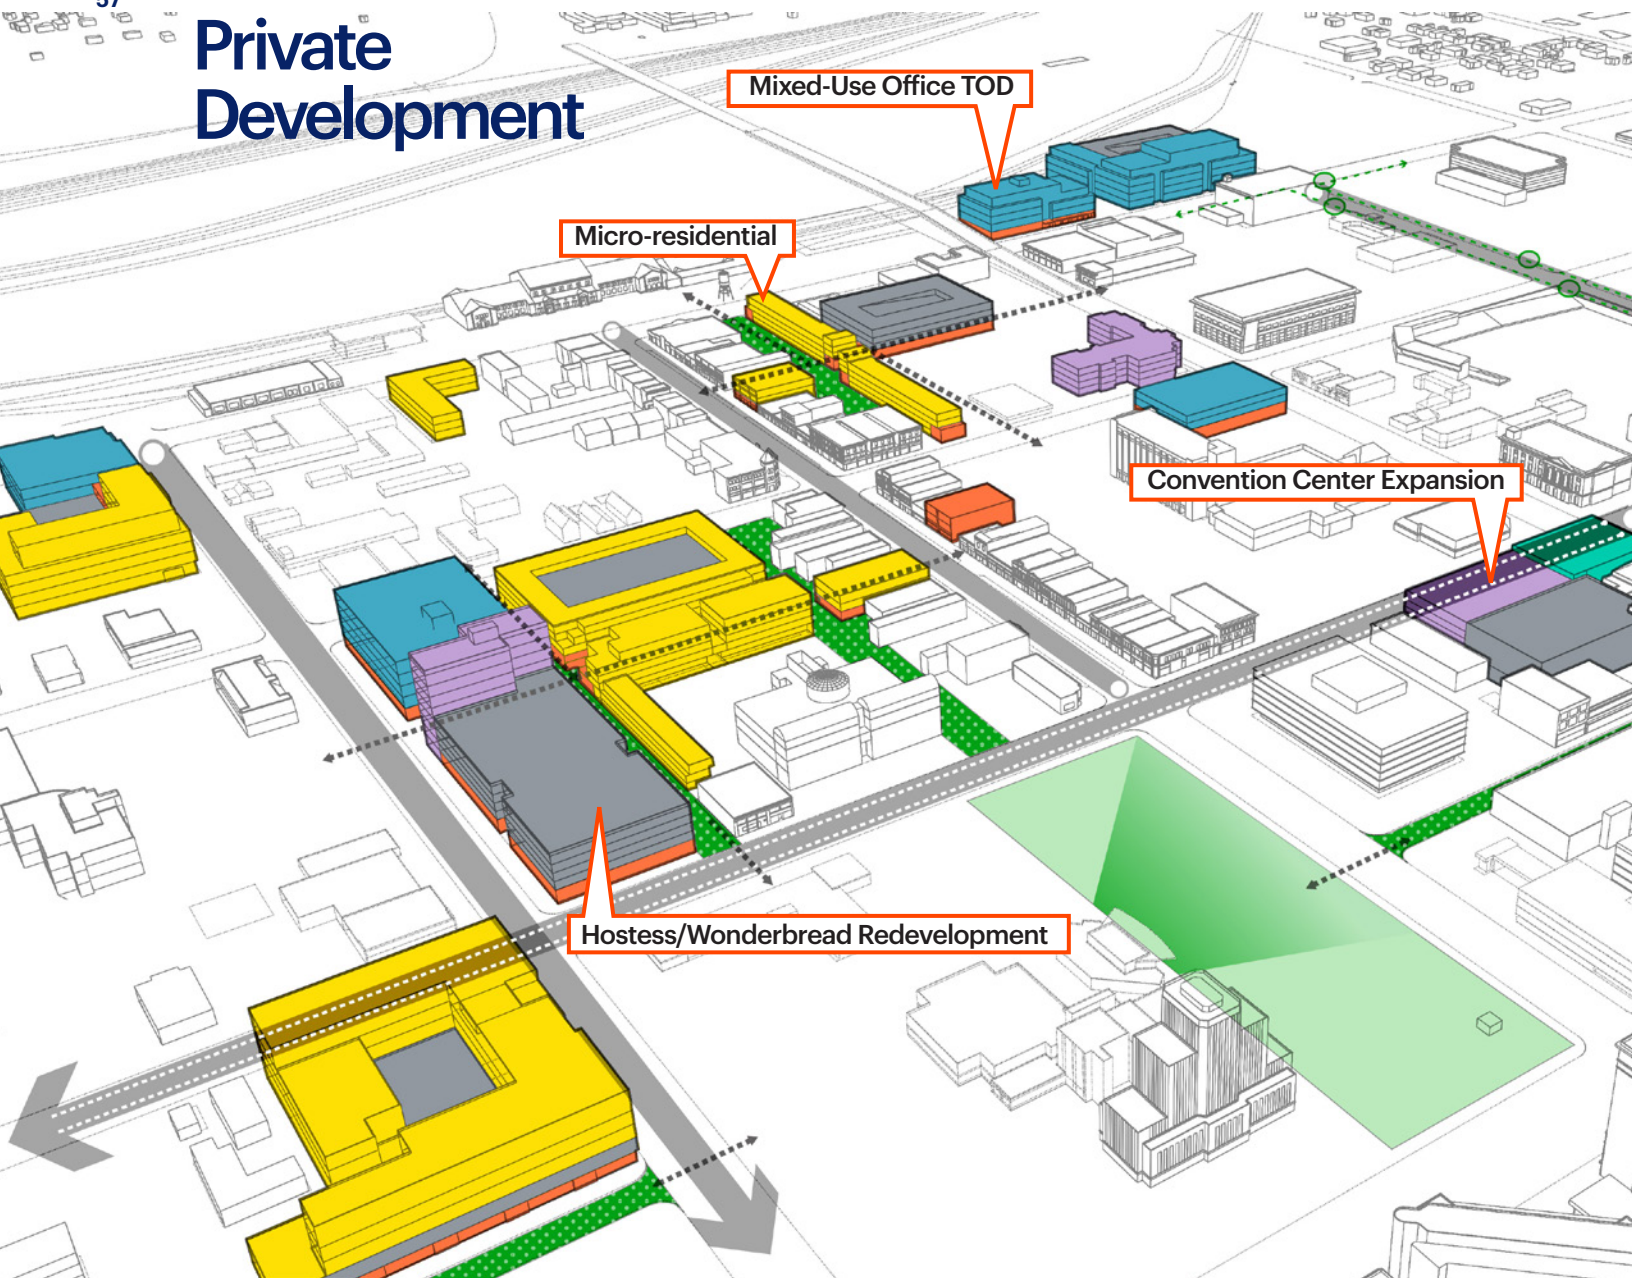 Private
Development
Mixed-Use Office TOD
Micro-residential
Convention Center Expansion
Hostess/Wonderbread Redevelopment